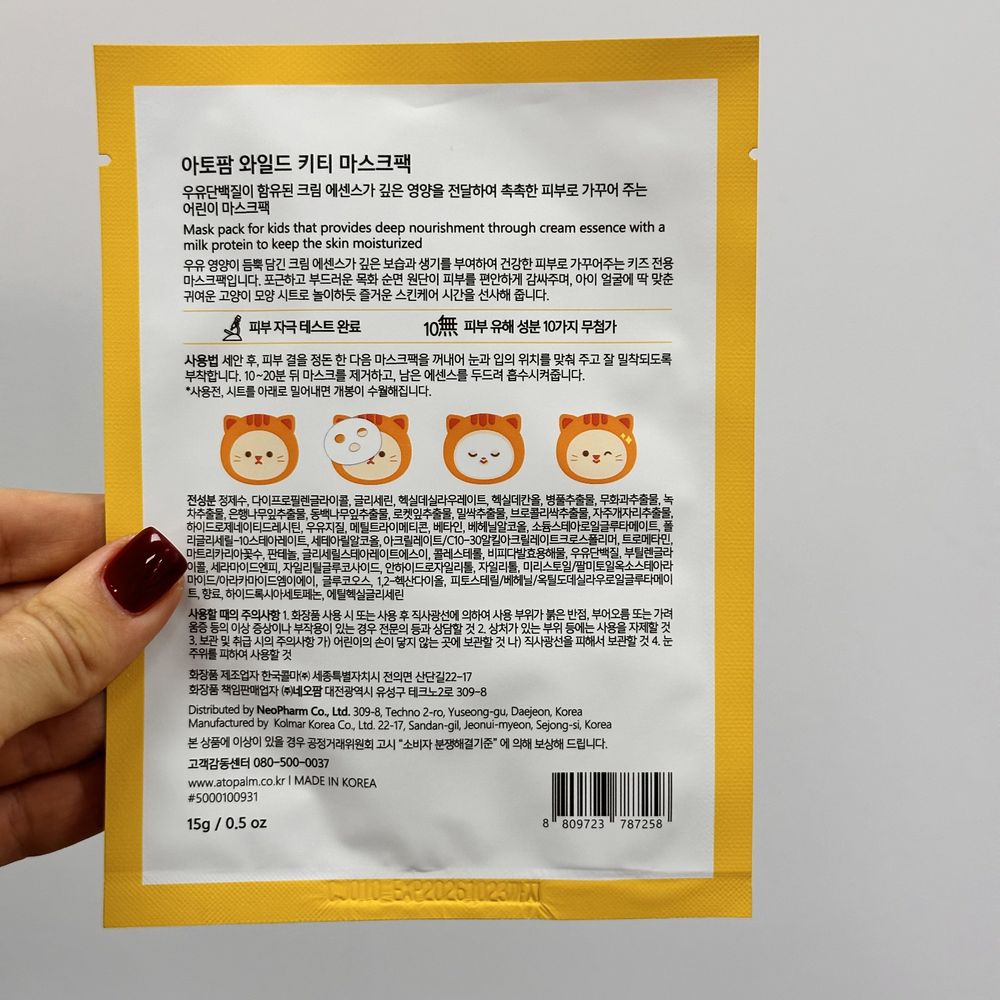 아토팜 와일드 키티 마스크팩
우유단백질이 함유된 크림 에센스가 깊은 영양을 전달하여 촉촉한 피부로 가꾸어 주는
어린이 마스크팩
Mask pack for kids that provides deep nourishment through cream essence with a
milk protein to keep the skin moisturized
우유 영양이 듬뿍 담긴 크림 에센스가 깊은 보습과 생기를 부여하여 건강한 피부로 가꾸어주는 키즈 전용
마스크팩입니다. 포근하고 부드러운 목화 순면 원단이 피부를 편안하게 감싸주며, 아이 얼굴에 딱 맞춘
귀여운 고양이 모양 시트로 놀이하듯 즐거운 스킨케어 시간을 선사해 줍니다.
피부 자극 테스트 완료
10無 피부 유해 성분 10가지 무첨가
사용법 세안 후, 피부 결을 정돈 한 다음 마스크팩을 꺼내어 눈과 입의 위치를 맞춰 주고 잘 밀착되도록
부착합니다. 10~20분 뒤 마스크를 제거하고, 남은 에센스를 두드려 흡수시켜줍니다.
*사용전, 시트를 아래로 밀어내면 개봉이 수월해집니다.
전성분 정제수, 다이프로필렌글라이콜, 글리세린, 헥실데실라우레이트, 헥실데칸올, 병풀추출물, 무화과추출물, 녹
차추출물, 은행나무잎추출물, 동백나무잎추출물, 로켓잎추출물, 밀싹추출물, 브로콜리싹추출물, 자주개자리추출물,
하이드로제네이티드레시틴, 우유지질, 메틸트라이메티콘, 베타인, 베헤닐알코올, 소듐스테아로일글루타메이트, 폴
리글리세릴-10스테아레이트, 세테아릴알코올, 아크릴레이트/C10-30알킬아크릴레이트크로스폴리머, 트로메타민,
마트리카리아꽃수, 판테놀, 글리세릴스테아레이트에스이, 콜레스테롤, 비피다발효용해물, 우유단백질, 부틸렌글라
이콜, 세라마이드엔피, 자일리틸글루코사이드, 안하이드로자일리톨, 자일리톨, 미리스토일/팔미토일옥소스테아라
마이드/아라카마이드엠이에이, 글루코오스, 1,2-헥산다이올, 피토스테릴/베헤닐/옥틸도데실라우로일글루타메이
트, 향료, 하이드록시아세토페논, 에틸헥실글리세린
사용할 때의 주의사항 1. 화장품 사용 시 또는 사용 후 직사광선에 의하여 사용 부위가 붉은 반점, 부어오름 또는 가려
움증 등의 이상 증상이나 부작용이 있는 경우 전문의 등과 상담할 것 2. 상처가 있는 부위 등에는 사용을 자제할 것
3. 보관 및 취급 시의 주의사항 가) 어린이의 손이 닿지 않는 곳에 보관할 것 나) 직사광선을 피해서 보관할 것 4. 눈
주위를 피하여 사용할 것
화장품 제조업자 한국콜마㈜ 세종특별자치시 전의면 산단길22-17
화장품 책임판매업자 ㈜네오팜 대전광역시 유성구 테크노2로 309-8
Distributed by NeoPharm Co., Ltd. 309-8, Techno 2-ro, Yuseong-gu, Daejeon, Korea
Manufactured by Kolmar Korea Co., Ltd. 22-17, Sandan-gil, Jeonui-myeon, Sejong-si, Korea
본 상품에 이상이 있을 경우 공정거래위원회 고시 "소비자 분쟁해결기준" 에 의해 보상해 드립니다.
고객감동센터 080-500-0037
www.atopalm.co.kr l MADE IN KOREA
#5000100931
15g / 0.5 oz
8 809723 787258
EXP20261023까지